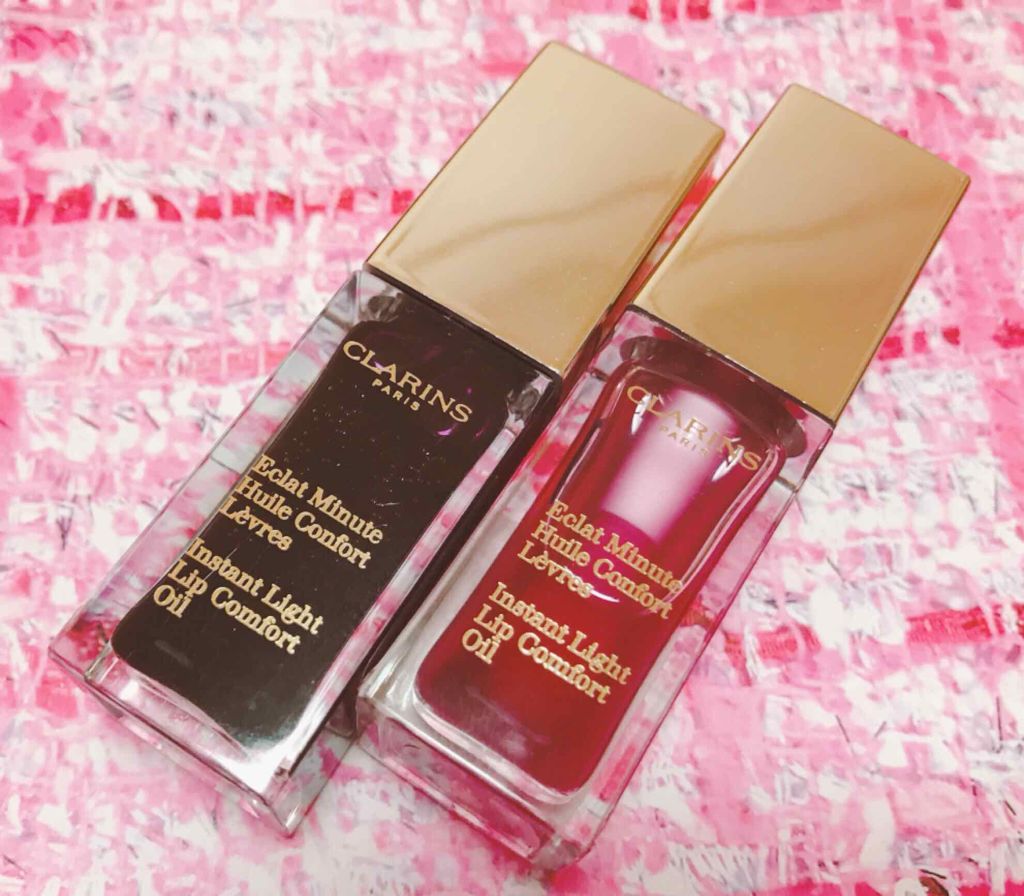 CLARINS
PARIS
Eclat Minute
Huile Confort
Lèvres
Instant Light
Lip Comfort
Oil
CLARINS
PARIS
Eclat Minute
Huile Confort
Lèvres
Instant Light
Lip Comfort
Oil